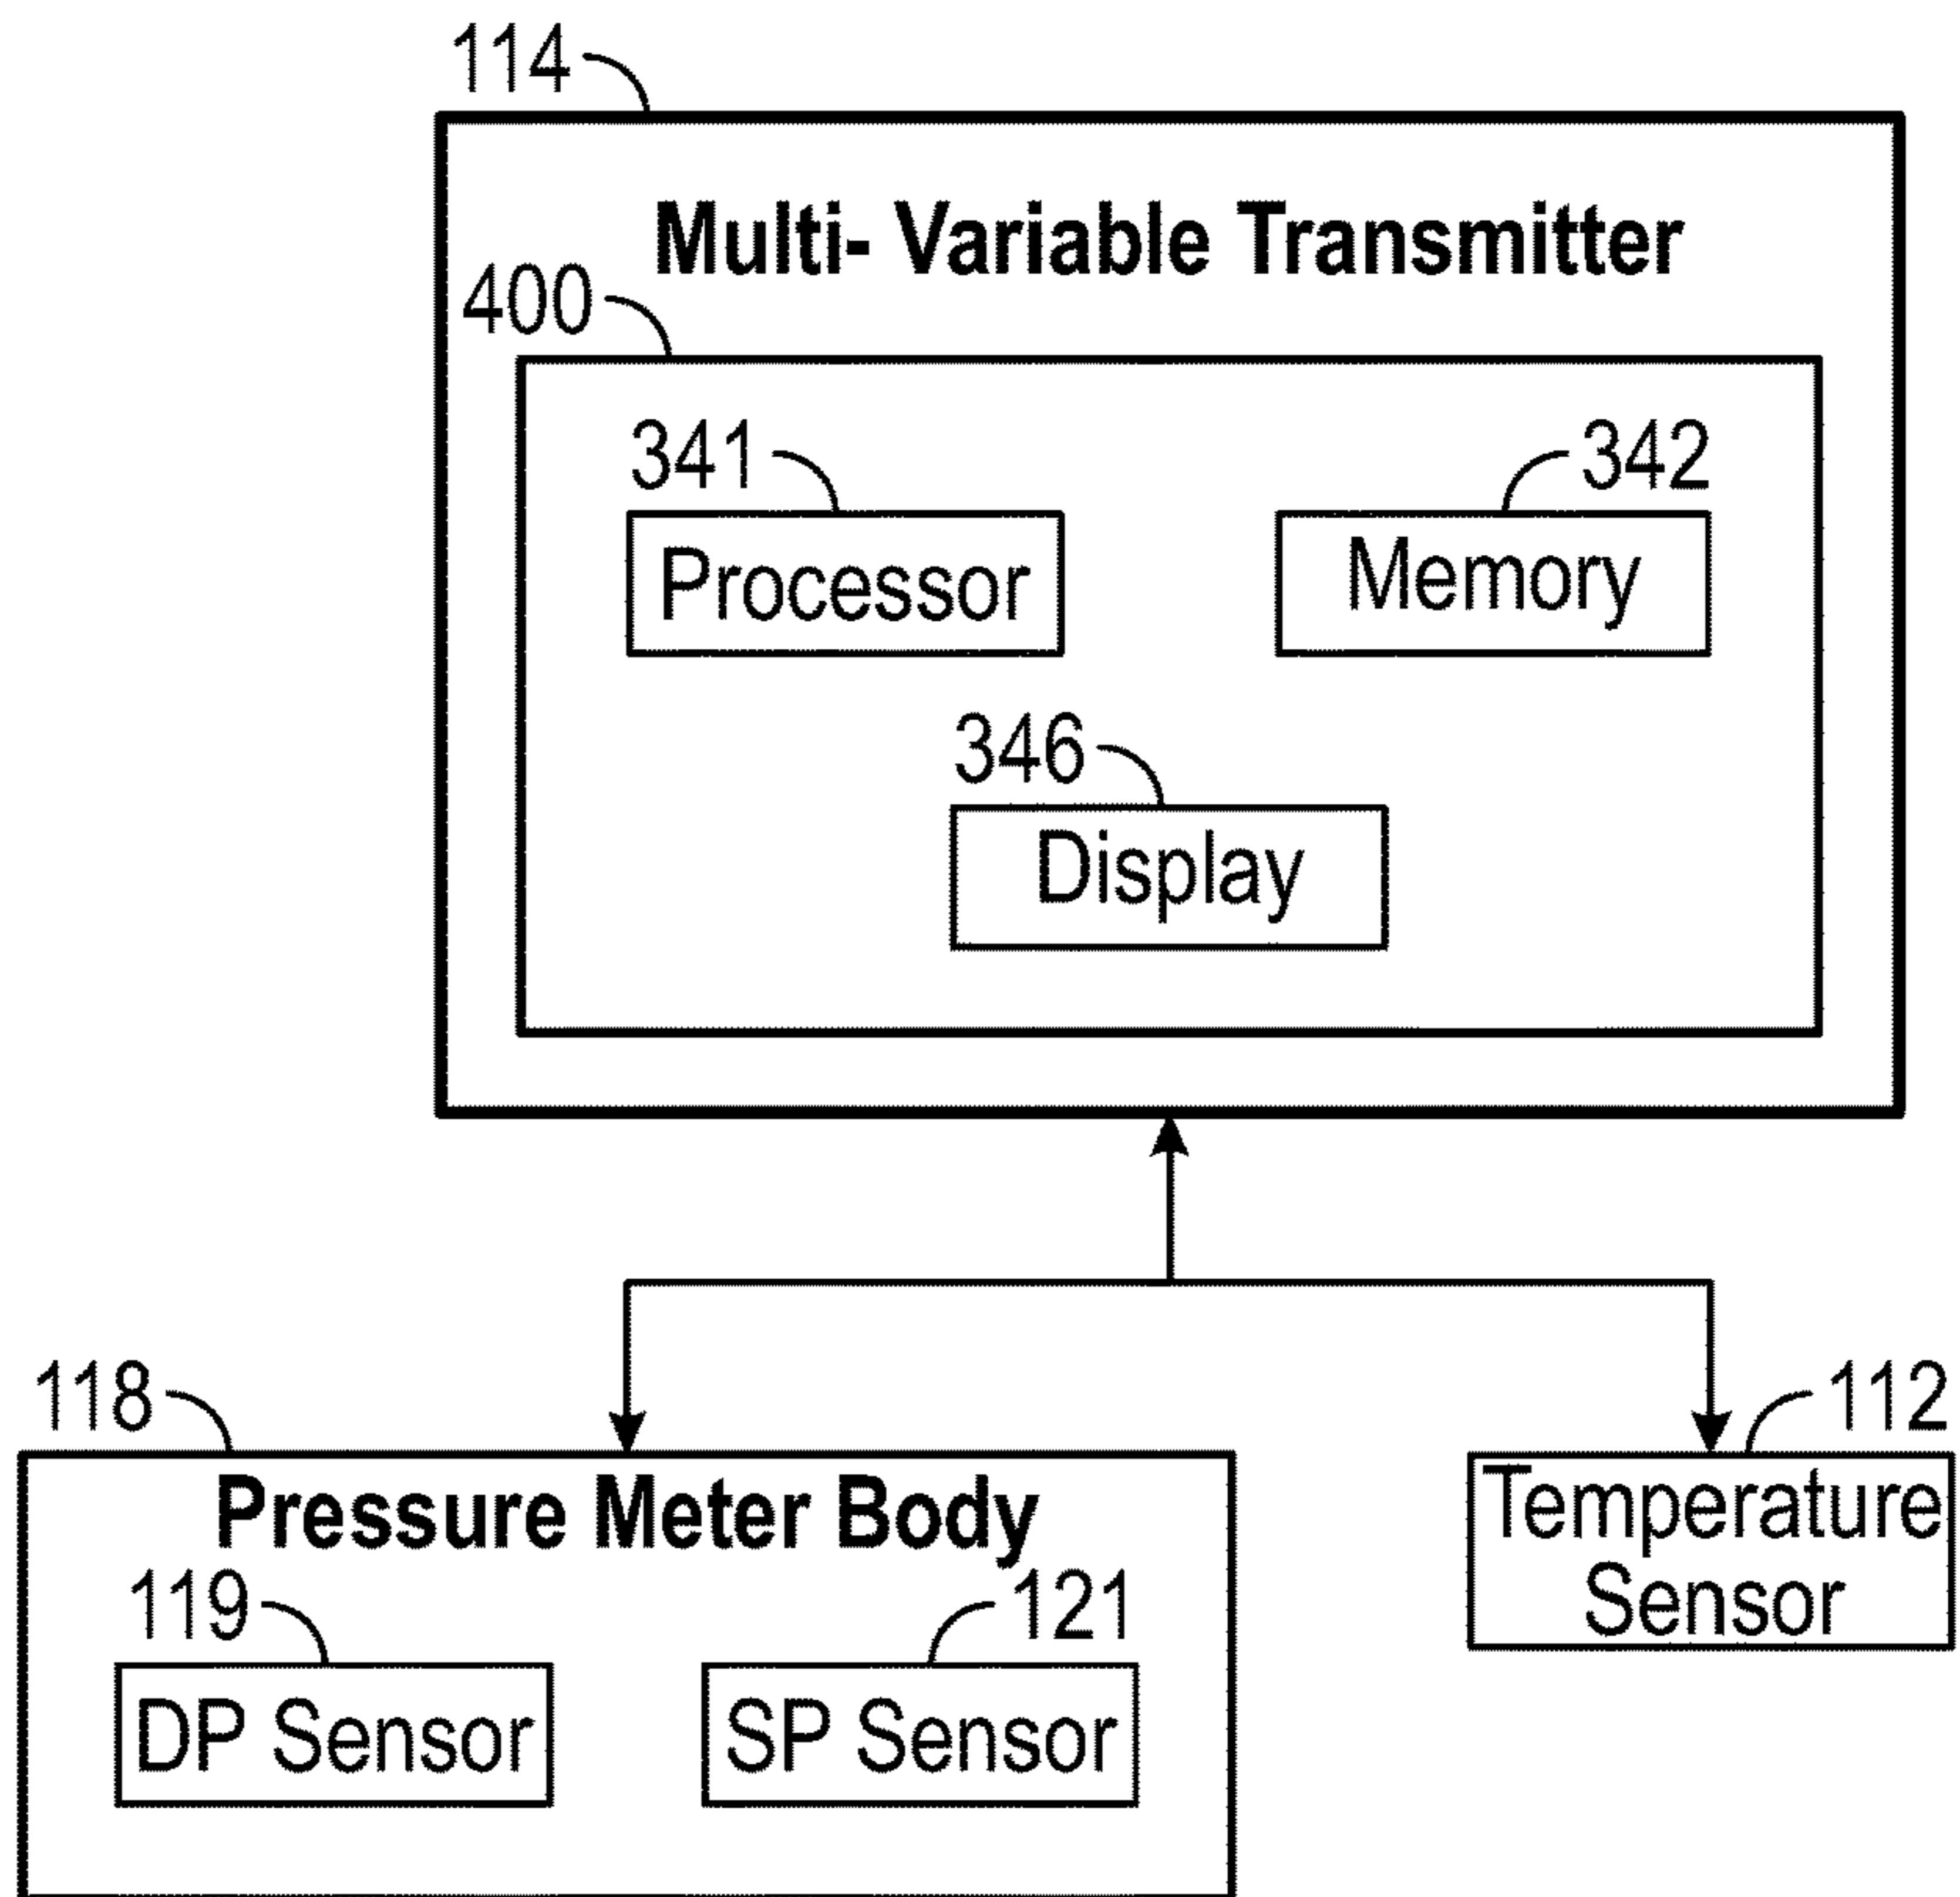 114
Multi- Variable Transmitter
400
341
342
Processor
Memory
346
Display
118
112
Pressure Meter Body
Temperature
Sensor
119
121
DP Sensor
SP Sensor